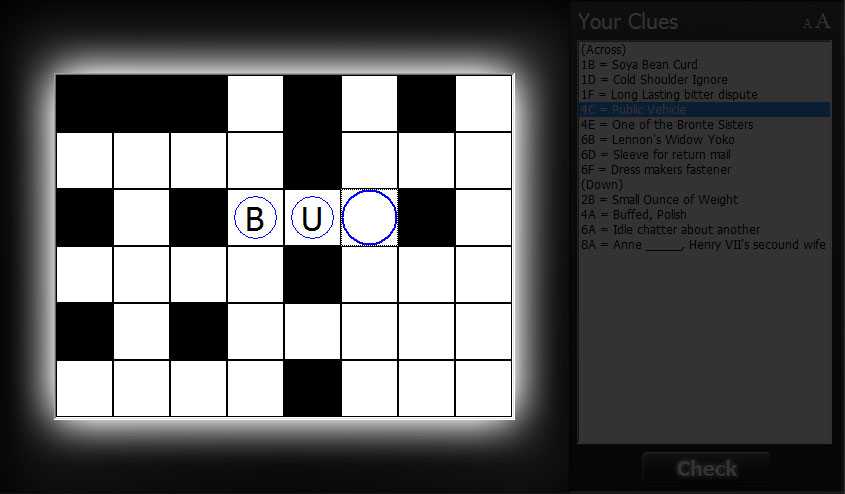 Your Clues
A A
(Across)
1B = Soya Bean Curd
1D = Cold Shoulder Ignore
1F = Long Lasting bitter dispute
4C = Public Vehicle
4E = One of the Bronte Sisters
6B = Lennon's Widow Yoko
6D = Sleeve for return mail
6F = Dress makers fastener
(Down)
2B = Small Ounce of Weight
4A = Buffed, Polish
6A = Idle chatter about another
8A = Anne _____, Henry VII's secound wife
B U
Check